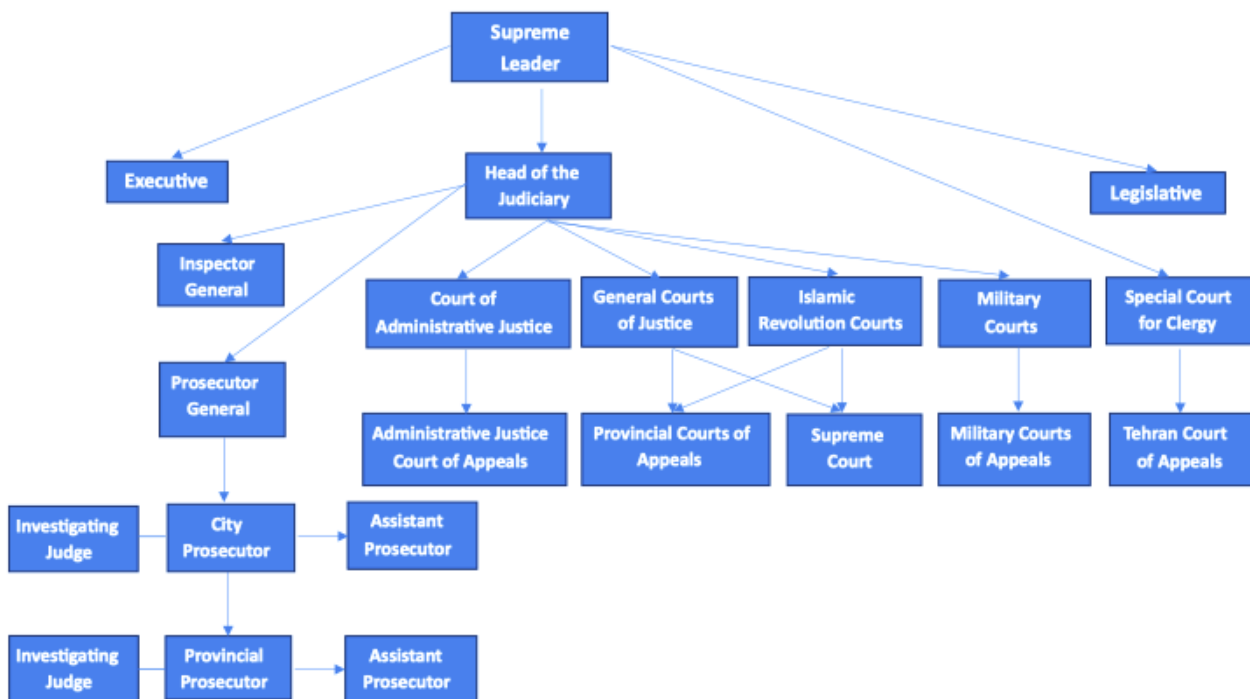 Supreme
Leader
Executive
Head of the
Judiciary
Legislative
Inspector
General
Court of
Administrative Justice
General Courts
of Justice
Islamic
Revolution Courts
Military
Courts
Special Court
for Clergy
Prosecutor
General
Administrative Justice
Court of Appeals
Provincial Courts of
Appeals
Supreme
Court
Military Courts
of Appeals
Tehran Court
of Appeals
Investigating
Judge
City
Prosecutor
Assistant
Prosecutor
Investigating
Judge
Provincial
Prosecutor
Assistant
Prosecutor